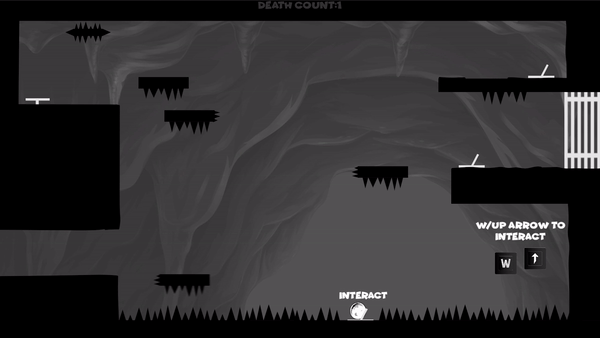 DEATH COUNT:1
W/UP ARROW TO
INTERACT
W
INTERACT